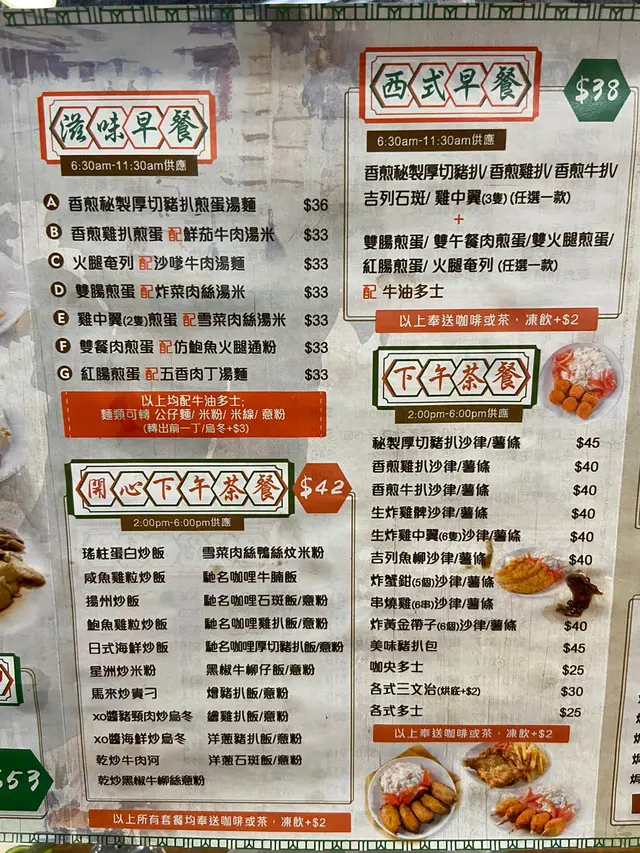 滋味早餐
6:30am-11:30am供應
A 香煎秘製厚切豬扒煎蛋湯麵 $36
B 香煎雞扒煎蛋 配鮮茄牛肉湯米 $33
C 火腿奄列 配沙嗲牛肉湯麵 $33
D 雙腸煎蛋 配炸菜肉絲湯米 $33
E 雞中翼(2隻)煎蛋 配雪菜肉絲湯米 $33
F 雙餐肉煎蛋 配仿鮑魚火腿通粉 $33
G 紅腸煎蛋 配五香肉丁湯麵 $33
以上均配牛油多士;
麵類可轉 公仔麵/ 米粉/ 米線/ 意粉
(轉出前一丁/烏冬+$3)
開心下午茶餐 $42
2:00pm-6:00pm供應
瑤柱蛋白炒飯 雪菜肉絲鴨絲炆米粉
咸魚雞粒炒飯 馳名咖哩牛腩飯
揚州炒飯 馳名咖哩石斑飯/意粉
鮑魚雞粒炒飯 馳名咖哩雞扒飯/意粉
日式海鮮炒飯 馳名咖哩厚切豬扒飯/意粉
星洲炒米粉 黑椒牛柳仔飯/意粉
馬來炒貴刁 燴豬扒飯/意粉
xo醬豬頸肉炒烏冬 燴雞扒飯/意粉
xo醬海鮮炒烏冬 洋蔥豬扒飯/意粉
乾炒牛肉河 洋蔥石斑飯/意粉
乾炒黑椒牛柳絲意粉
以上所有套餐均奉送咖啡或茶，凍飲+$2
西式早餐 $38
6:30am-11:30am供應
香煎秘製厚切豬扒/ 香煎雞扒/ 香煎牛扒/
吉列石斑/ 雞中翼(3隻) (任選一款)
+
雙腸煎蛋/ 雙午餐肉煎蛋/雙火腿煎蛋/
紅腸煎蛋/ 火腿奄列 (任選一款)
配 牛油多士
以上奉送咖啡或茶，凍飲+$2
下午茶餐
2:00pm-6:00pm供應
秘製厚切豬扒沙律/薯條 $45
香煎雞扒沙律/薯條 $40
香煎牛扒沙律/薯條 $40
生炸雞髀沙律/薯條 $40
生炸雞中翼(6隻)沙律/薯條 $40
吉列魚柳沙律/薯條 $40
炸蟹鉗(5個)沙律/薯條
串燒雞(6串)沙律/薯條
炸黃金帶子(6個)沙律/薯條 $40
美味豬扒包 $45
咖央多士 $25
各式三文治(烘底+$2) $30
各式多士 $25
以上奉送咖啡或茶，凍飲+$2